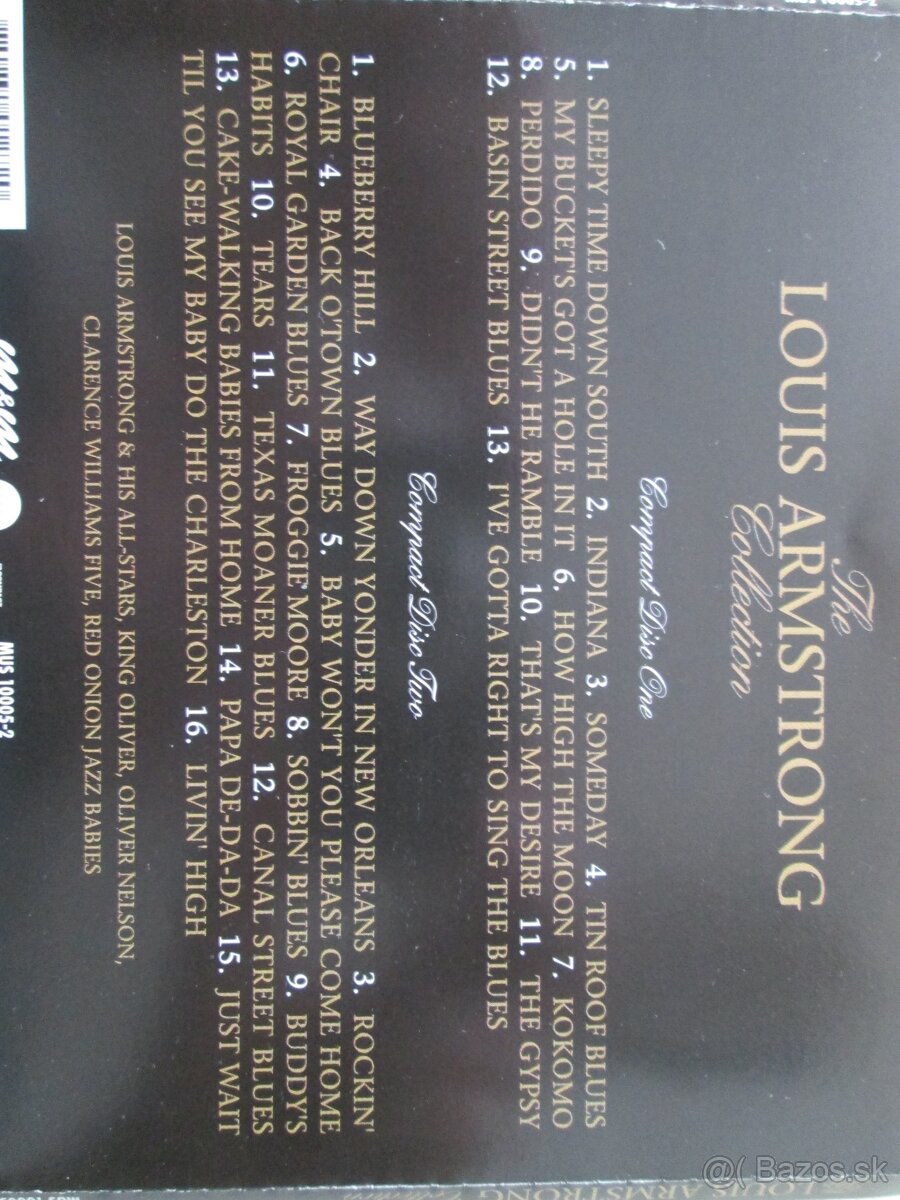 The
LOUIS ARMSTRONG
Collection
Compact Disc One
1. SLEEPY TIME DOWN SOUTH 2. INDIANA 3. SOMEDAY 4. TIN ROOF BLUES
5. MY BUCKET'S GOT A HOLE IN IT 6. HOW HIGH THE MOON 7. KOKOMO
8. PERDIDO 9. DIDN'T HE RAMBLE 10. THAT'S MY DESIRE 11. THE GYPSY
12. BASIN STREET BLUES 13. I'VE GOTTA RIGHT TO SING THE BLUES
Compact Disc Two
1. BLUEBERRY HILL 2. WAY DOWN YONDER IN NEW ORLEANS 3. ROCKIN'
CHAIR 4. BACK O'TOWN BLUES 5. BABY WON'T YOU PLEASE COME HOME
6. ROYAL GARDEN BLUES 7. FROGGIE MOORE 8. SOBBIN' BLUES 9. BUDDY'S
HABITS 10. TEARS 11. TEXAS MOANER BLUES 12. CANAL STREET BLUES
13. CAKE-WALKING BABIES FROM HOME 14. PAPA DE-DA-DA 15. JUST WAIT
TIL YOU SEE MY BABY DO THE CHARLESTON 16. LIVIN' HIGH
LOUIS ARMSTRONG & HIS ALL-STARS, KING OLIVER, OLIVER NELSON,
CLARENCE WILLIAMS FIVE, RED ONION JAZZ BABIES
MUS 10005-2
ARMSTRONG
@( Bazos.sk